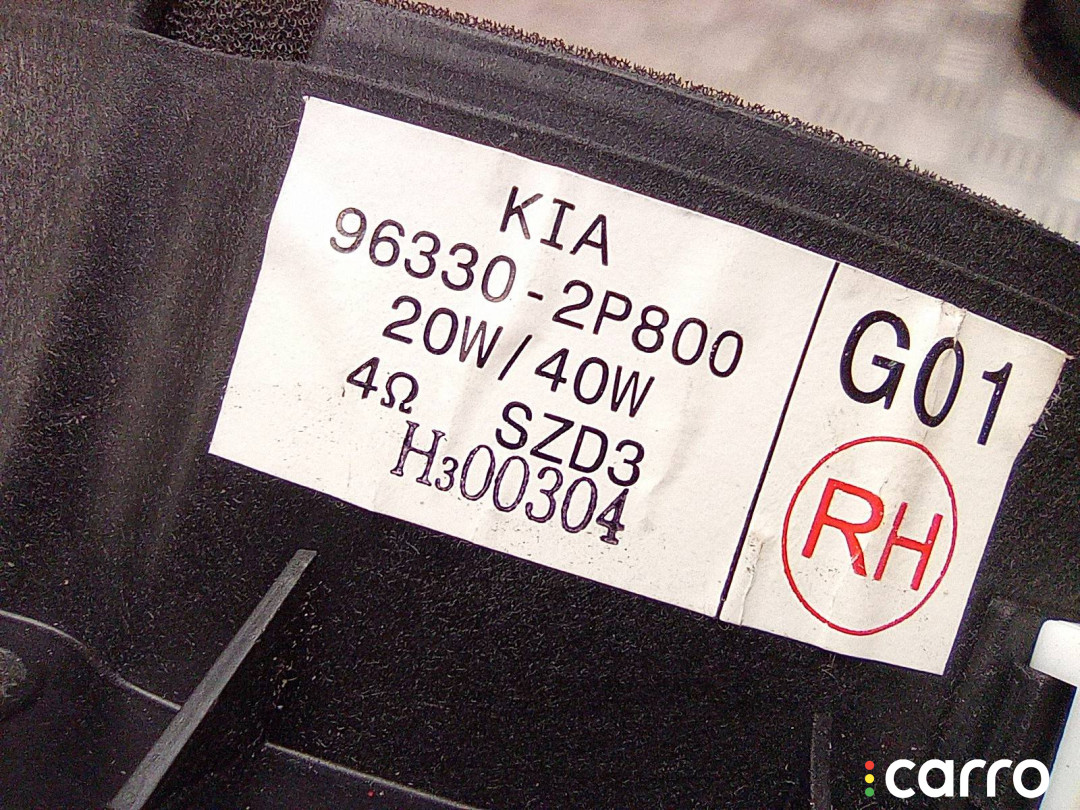 KIA
96330-2P800
20W/40W
4Ω SZD3
H300304
G01
RH
carro